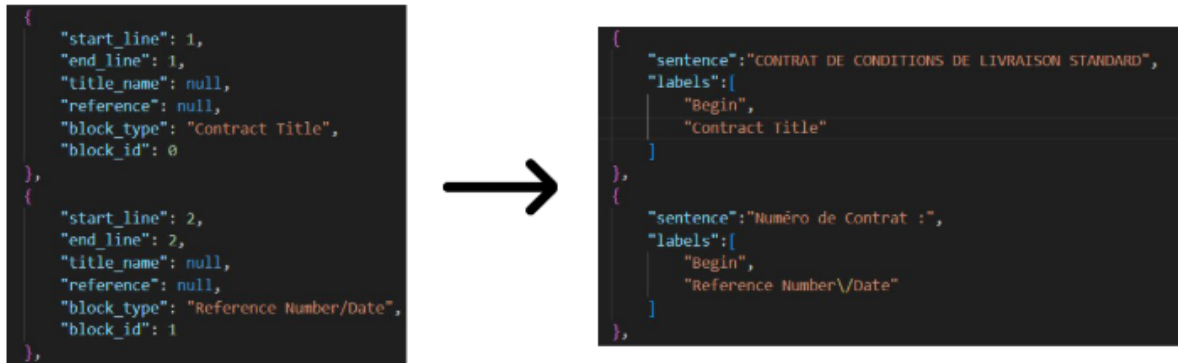 {
"start_line": 1,
"end_line": 1,
"title_name": null,
"reference": null,
"block_type": "Contract Title",
"block_id": 0
},
{
"start_line": 2,
"end_line": 2,
"title_name": null,
"reference": null,
"block_type": "Reference Number/Date",
"block_id": 1
},
{
"sentence":"CONTRAT DE CONDITIONS DE LIVRAISON STANDARD",
"labels":[
"Begin",
"Contract Title"
]
},
{
"sentence":"Numéro de Contrat :",
"labels":[
"Begin",
"Reference Number\/Date"
]
},